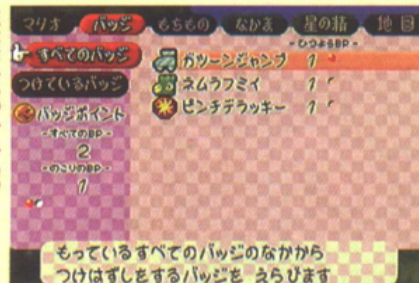 マリオ バッジ もちもの なかま 星の精 地図
-ひつようBP-
すべてのバッジ
ガツーンジャンプ 1
つけているバッジ
ネムラフミィ 1
バッジポイント
ピンチデラッキー 1
-すべてのBP-
2
-のこりのBP-
1
もっているすべてのバッジのなかから
つけはずしをするバッジを えらびます